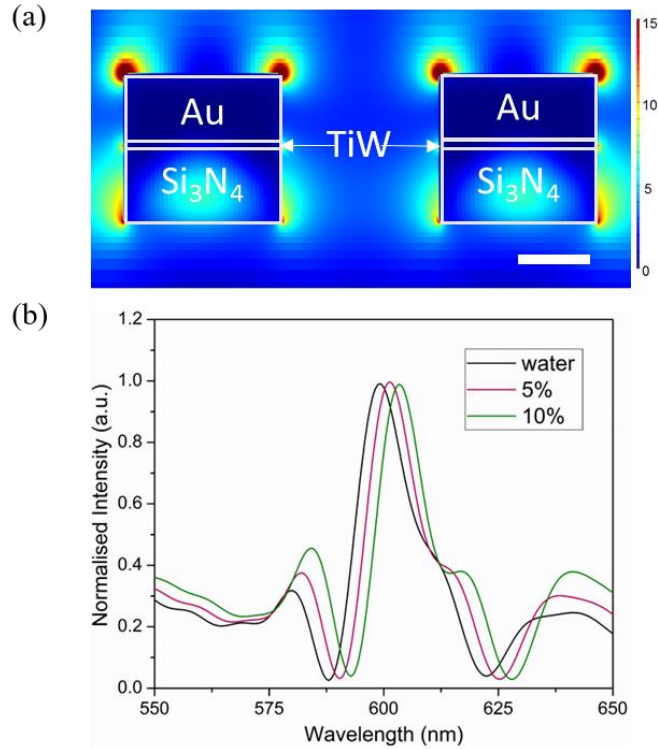 (a)
Au
Au
TiW
Si₃N₄
Si₃N₄
15
10
5
0
(b)
1.2
1.0
0.8
0.6
0.4
0.2
0.0
Normalised Intensity (a.u.)
water
5%
10%
550 575 600 625 650
Wavelength (nm)